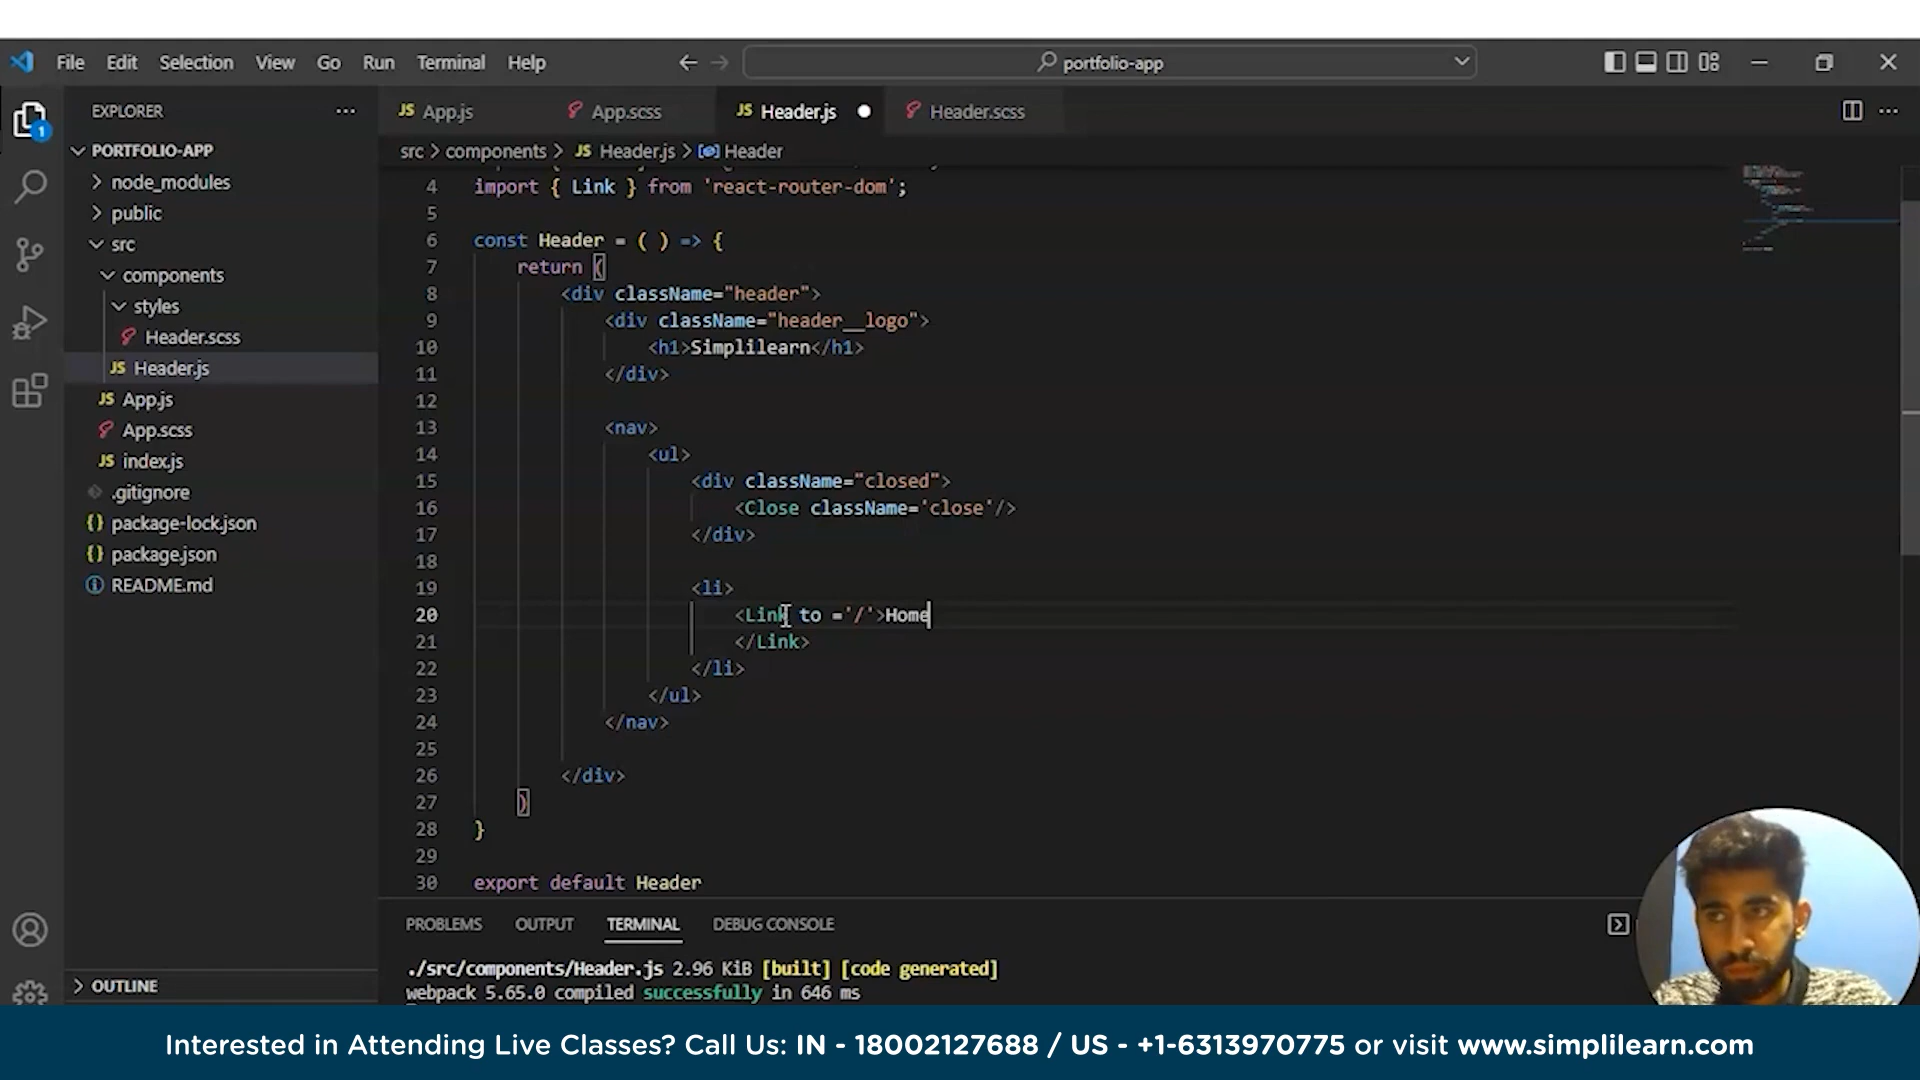 File Edit Selection View Go Run Terminal Help
portfolio-app
EXPLORER
PORTFOLIO-APP
node_modules
public
src
components
styles
Header.scss
JS Header.js
JS App.js
App.scss
JS index.js
.gitignore
{} package-lock.json
{} package.json
README.md
OUTLINE
1
JS App.js App.scss JS Header.js Header.scss
src > components > JS Header.js > Header
4 import { Link } from 'react-router-dom';
5
6 const Header = ( ) => {
7 return (
8 <div className="header">
9 <div className="header__logo">
10 <h1>Simplilearn</h1>
11 </div>
12
13 <nav>
14 <ul>
15 <div className="closed">
16 <Close className='close'/>
17 </div>
18
19 <li>
20 <Link to ='/'>Home
21 </Link>
22 </li>
23 </ul>
24 </nav>
25
26 </div>
27 )
28 }
29
30 export default Header
PROBLEMS OUTPUT TERMINAL DEBUG CONSOLE
./src/components/Header.js 2.96 KiB [built] [code generated]
webpack 5.65.0 compiled successfully in 646 ms
Interested in Attending Live Classes? Call Us: IN - 18002127688 / US - +1-6313970775 or visit www.simplilearn.com